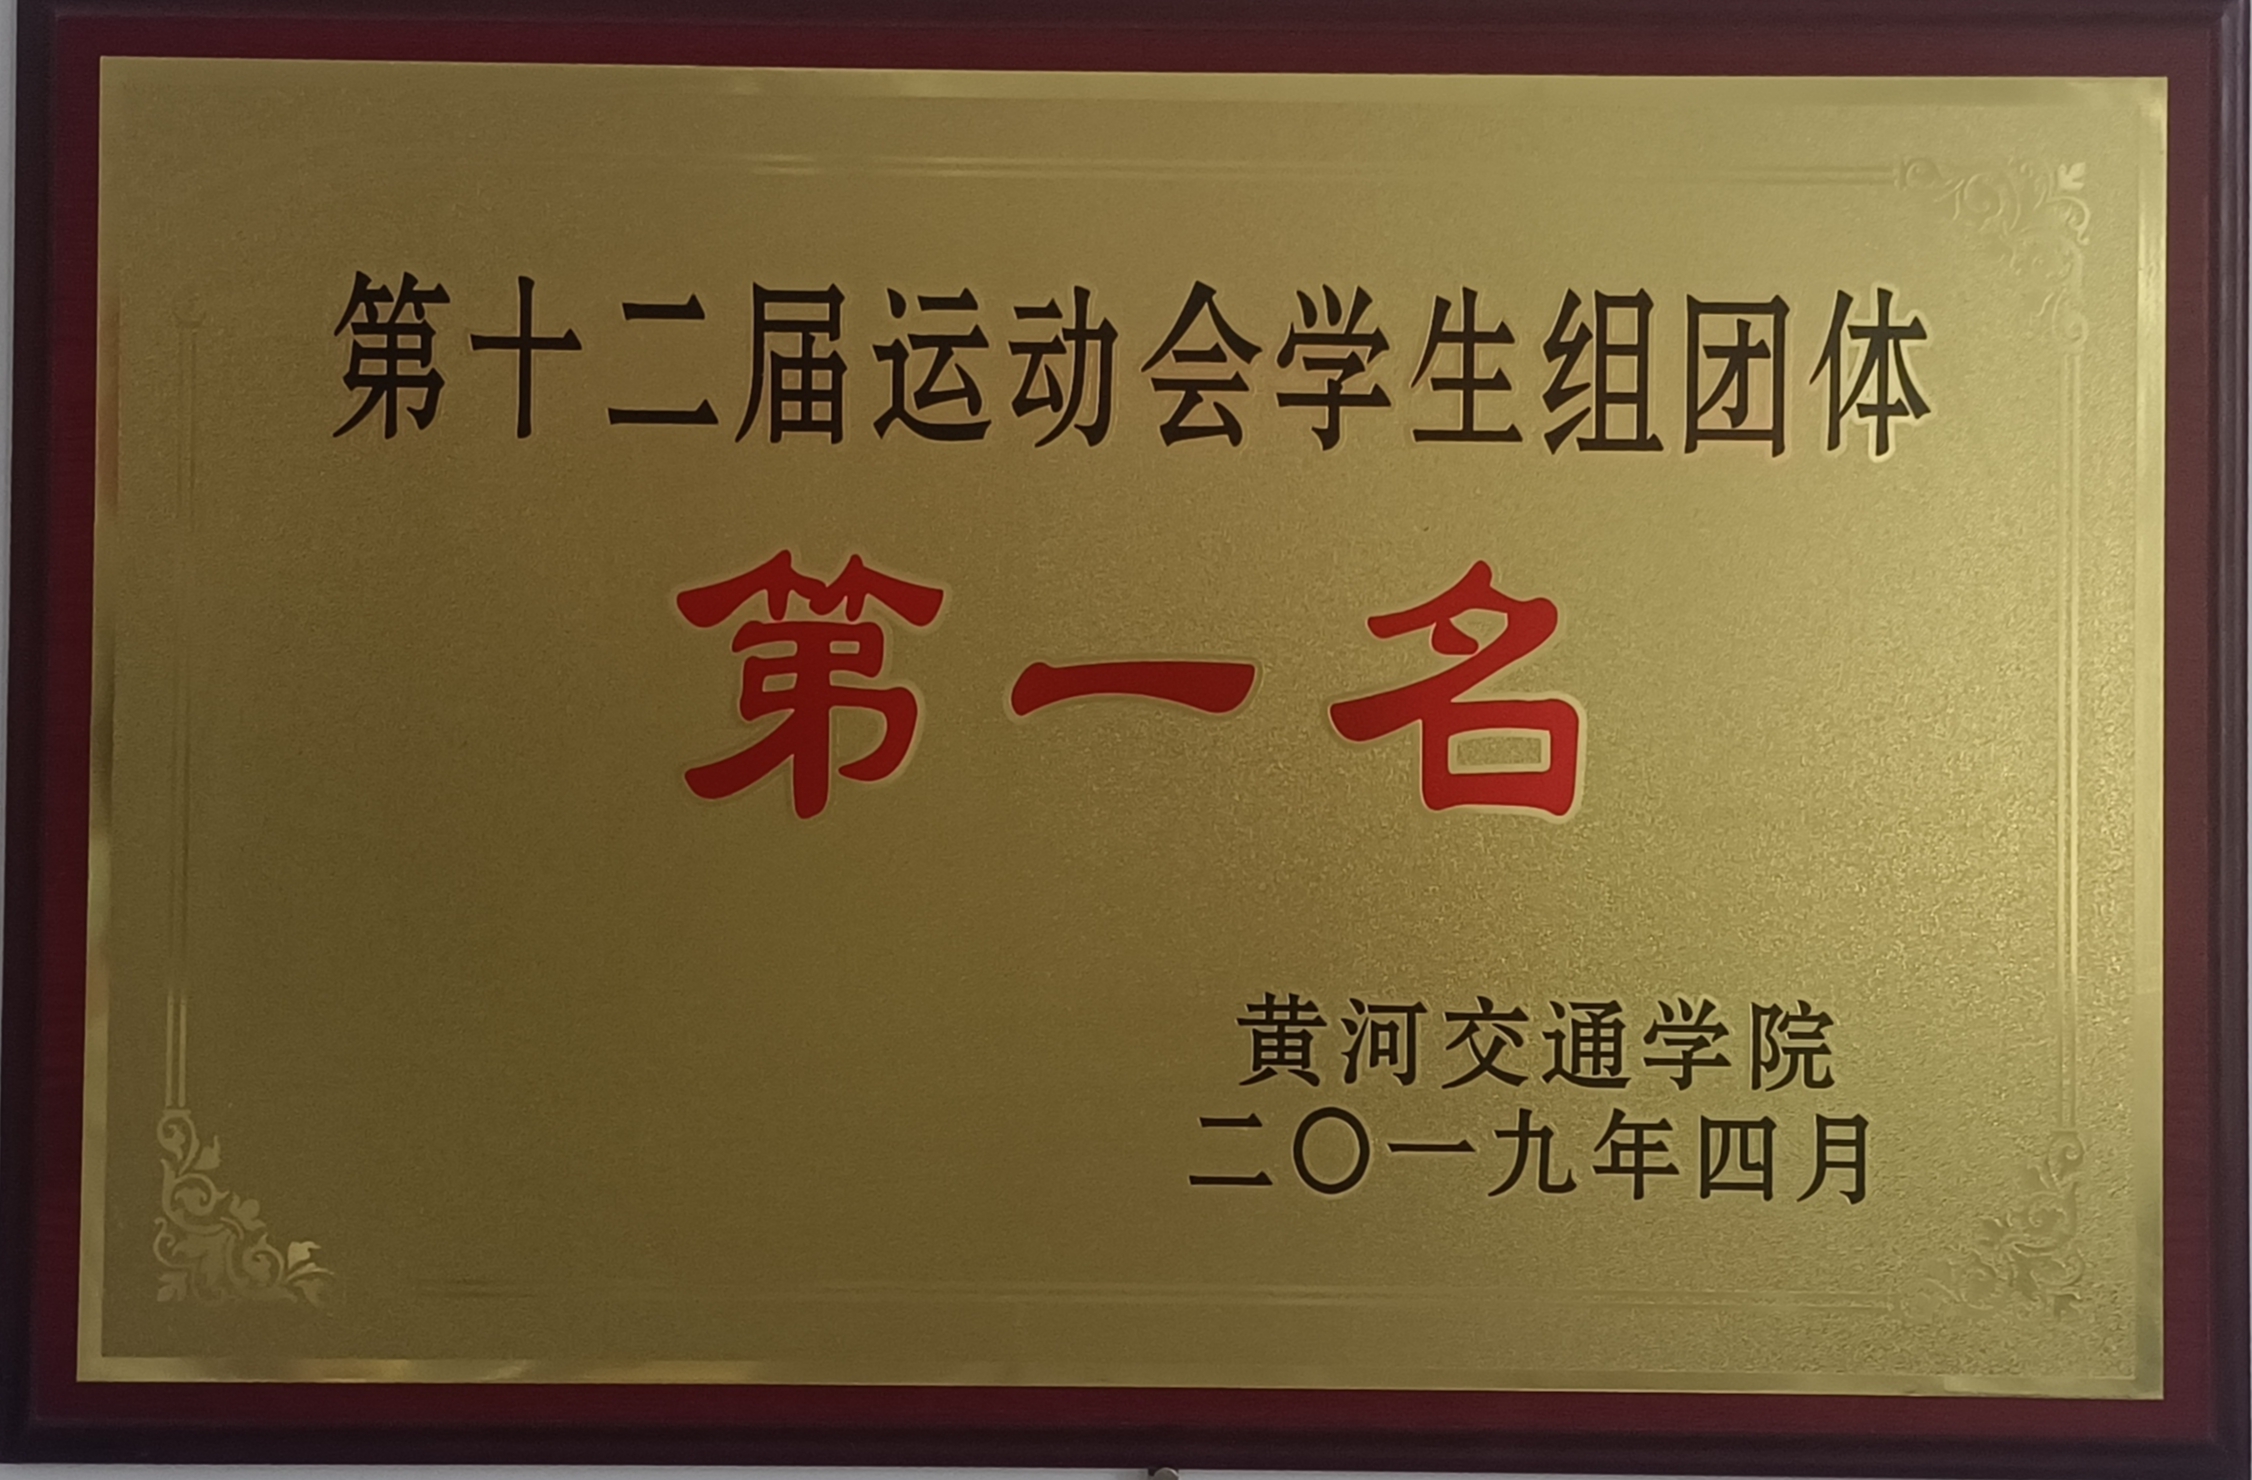 第十二届运动会学生组团体
第一名
黄河交通学院
二〇一九年四月